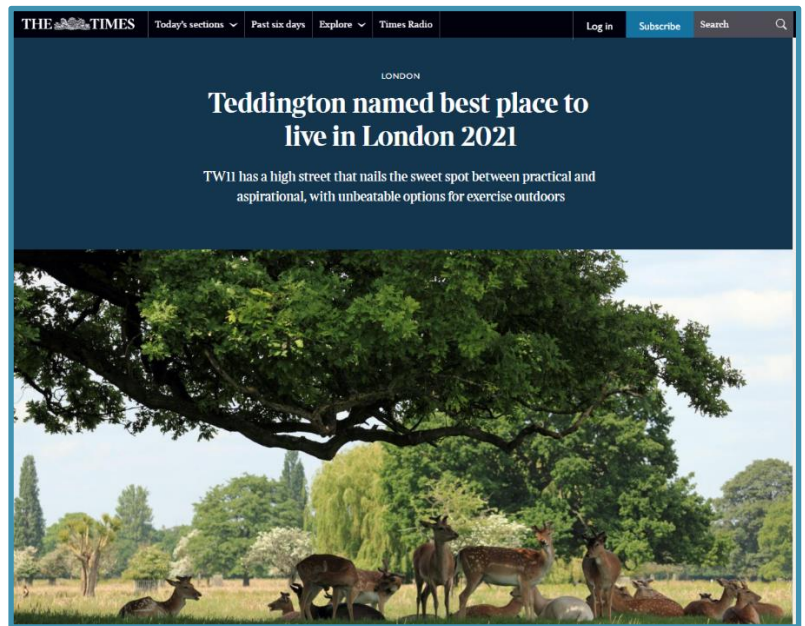 THE TIMES Today's sections Past six days Explore Times Radio Log in Subscribe Search
LONDON
Teddington named best place to
live in London 2021
TW11 has a high street that nails the sweet spot between practical and
aspirational, with unbeatable options for exercise outdoors